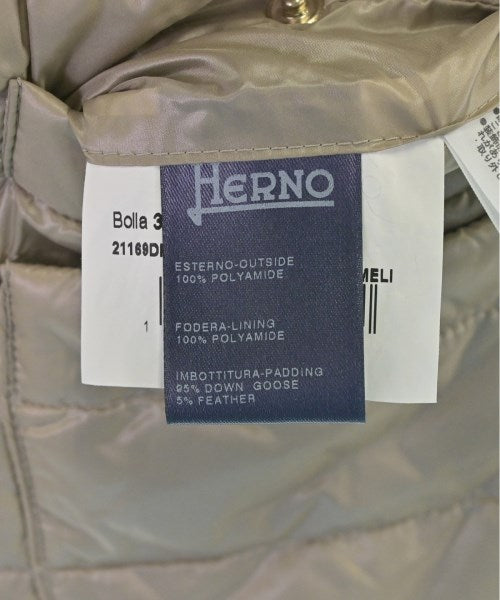 HERNO
Bolla 3
21169D
MELI
1
ESTERNO-OUTSIDE
100% POLYAMIDE
FODERA-LINING
100% POLYAMIDE
IMBOTTITURA-PADDING
95% DOWN GOOSE
5% FEATHER